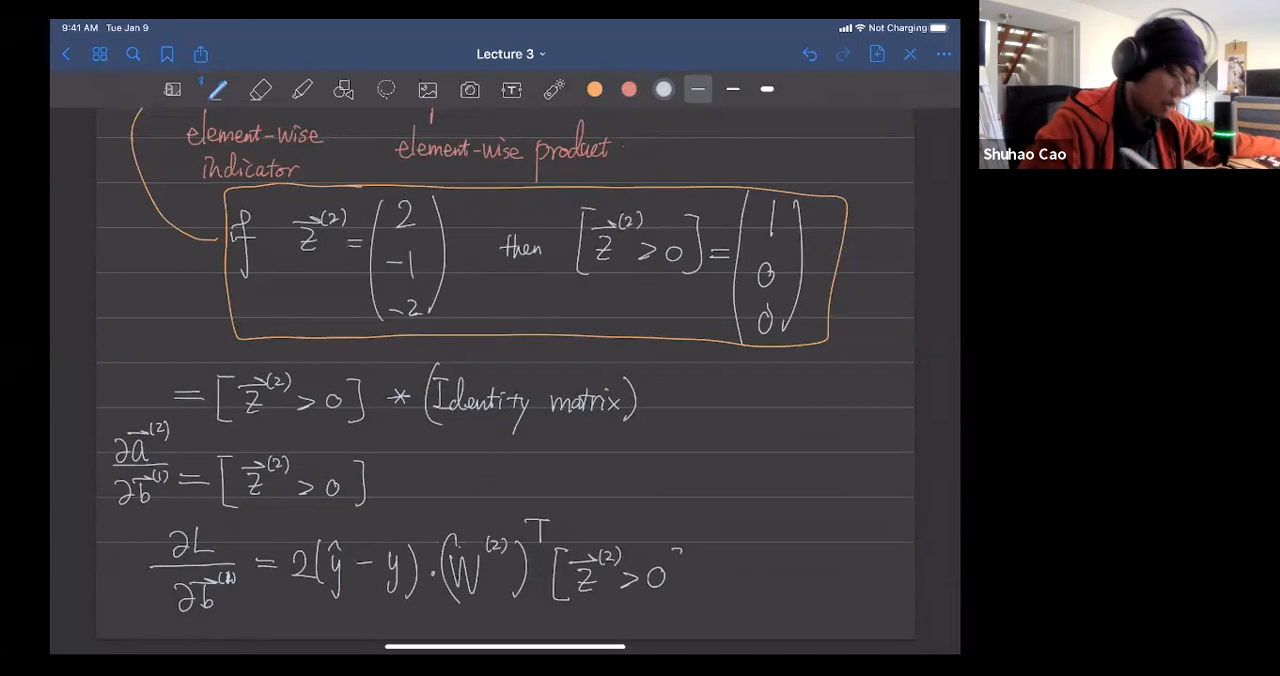 9:41 AM Tue Jan 9
Not Charging
Lecture 3
element-wise indicator
element-wise product
If z⃗⁽²⁾ = (2 -1 -2) then [z⃗⁽²⁾ > 0] = (1 0 0)
= [z⃗⁽²⁾ > 0] * (Identity matrix)
∂a⃗⁽²⁾/∂b⃗⁽¹⁾ = [z⃗⁽²⁾ > 0]
∂L/∂b⃗⁽¹⁾ = 2(ŷ - y) · (W⁽²⁾)ᵀ [z⃗⁽²⁾ > 0
Shuhao Cao